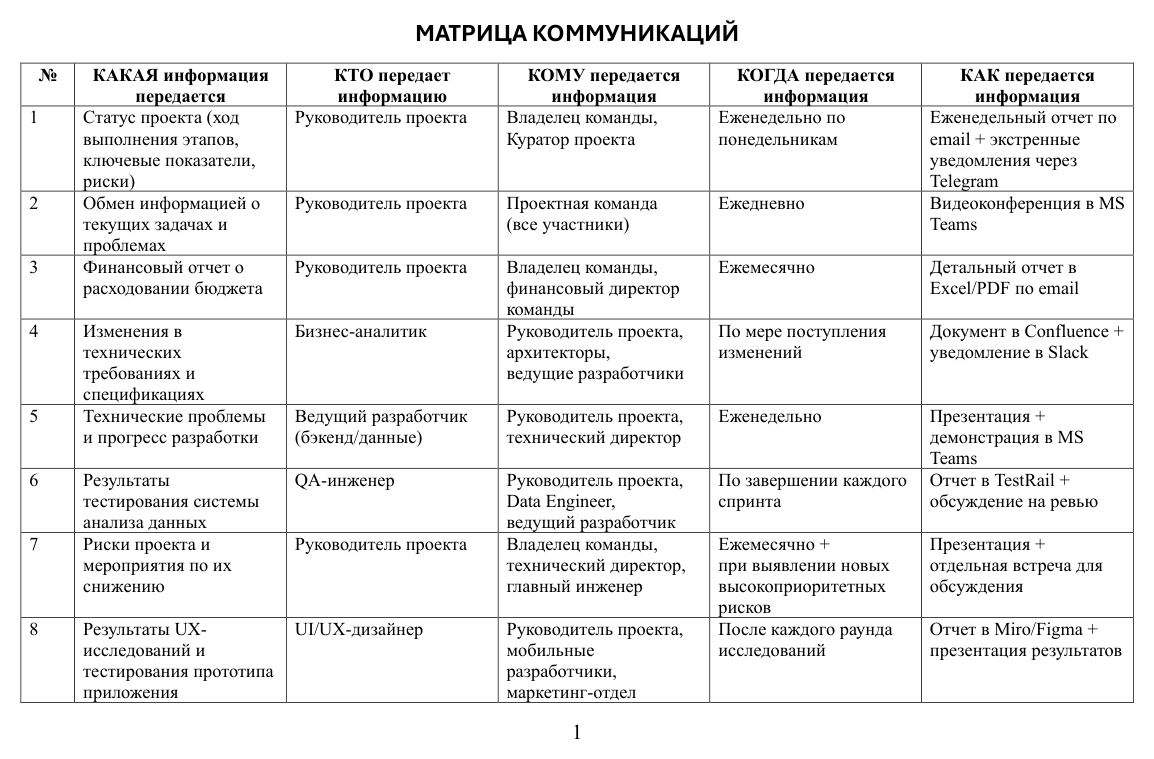 МАТРИЦА КОММУНИКАЦИЙ
№
КАКАЯ информация
передается
КТО передает
информацию
КОМУ передается
информация
КОГДА передается
информация
КАК передается
информация
1
Статус проекта (ход
выполнения этапов,
ключевые показатели,
риски)
Руководитель проекта
Владелец команды,
Куратор проекта
Еженедельно по
понедельникам
Еженедельный отчет по
email + экстренные
уведомления через
Telegram
2
Обмен информацией о
текущих задачах и
проблемах
Руководитель проекта
Проектная команда
(все участники)
Ежедневно
Видеоконференция в MS
Teams
3
Финансовый отчет о
расходовании бюджета
Руководитель проекта
Владелец команды,
финансовый директор
команды
Ежемесячно
Детальный отчет в
Excel/PDF по email
4
Изменения в
технических
требованиях и
спецификациях
Бизнес-аналитик
Руководитель проекта,
архитекторы,
ведущие разработчики
По мере поступления
изменений
Документ в Confluence +
уведомление в Slack
5
Технические проблемы
и прогресс разработки
Ведущий разработчик
(бэкенд/данные)
Руководитель проекта,
технический директор
Еженедельно
Презентация +
демонстрация в MS
Teams
6
Результаты
тестирования системы
анализа данных
QA-инженер
Руководитель проекта,
Data Engineer,
ведущий разработчик
По завершении каждого
спринта
Отчет в TestRail +
обсуждение на ревью
7
Риски проекта и
мероприятия по их
снижению
Руководитель проекта
Владелец команды,
технический директор,
главный инженер
Ежемесячно +
при выявлении новых
высокоприоритетных
рисков
Презентация +
отдельная встреча для
обсуждения
8
Результаты UX-
исследований и
тестирования прототипа
приложения
UI/UX-дизайнер
Руководитель проекта,
мобильные
разработчики,
маркетинг-отдел
После каждого раунда
исследований
Отчет в Miro/Figma +
презентация результатов
1